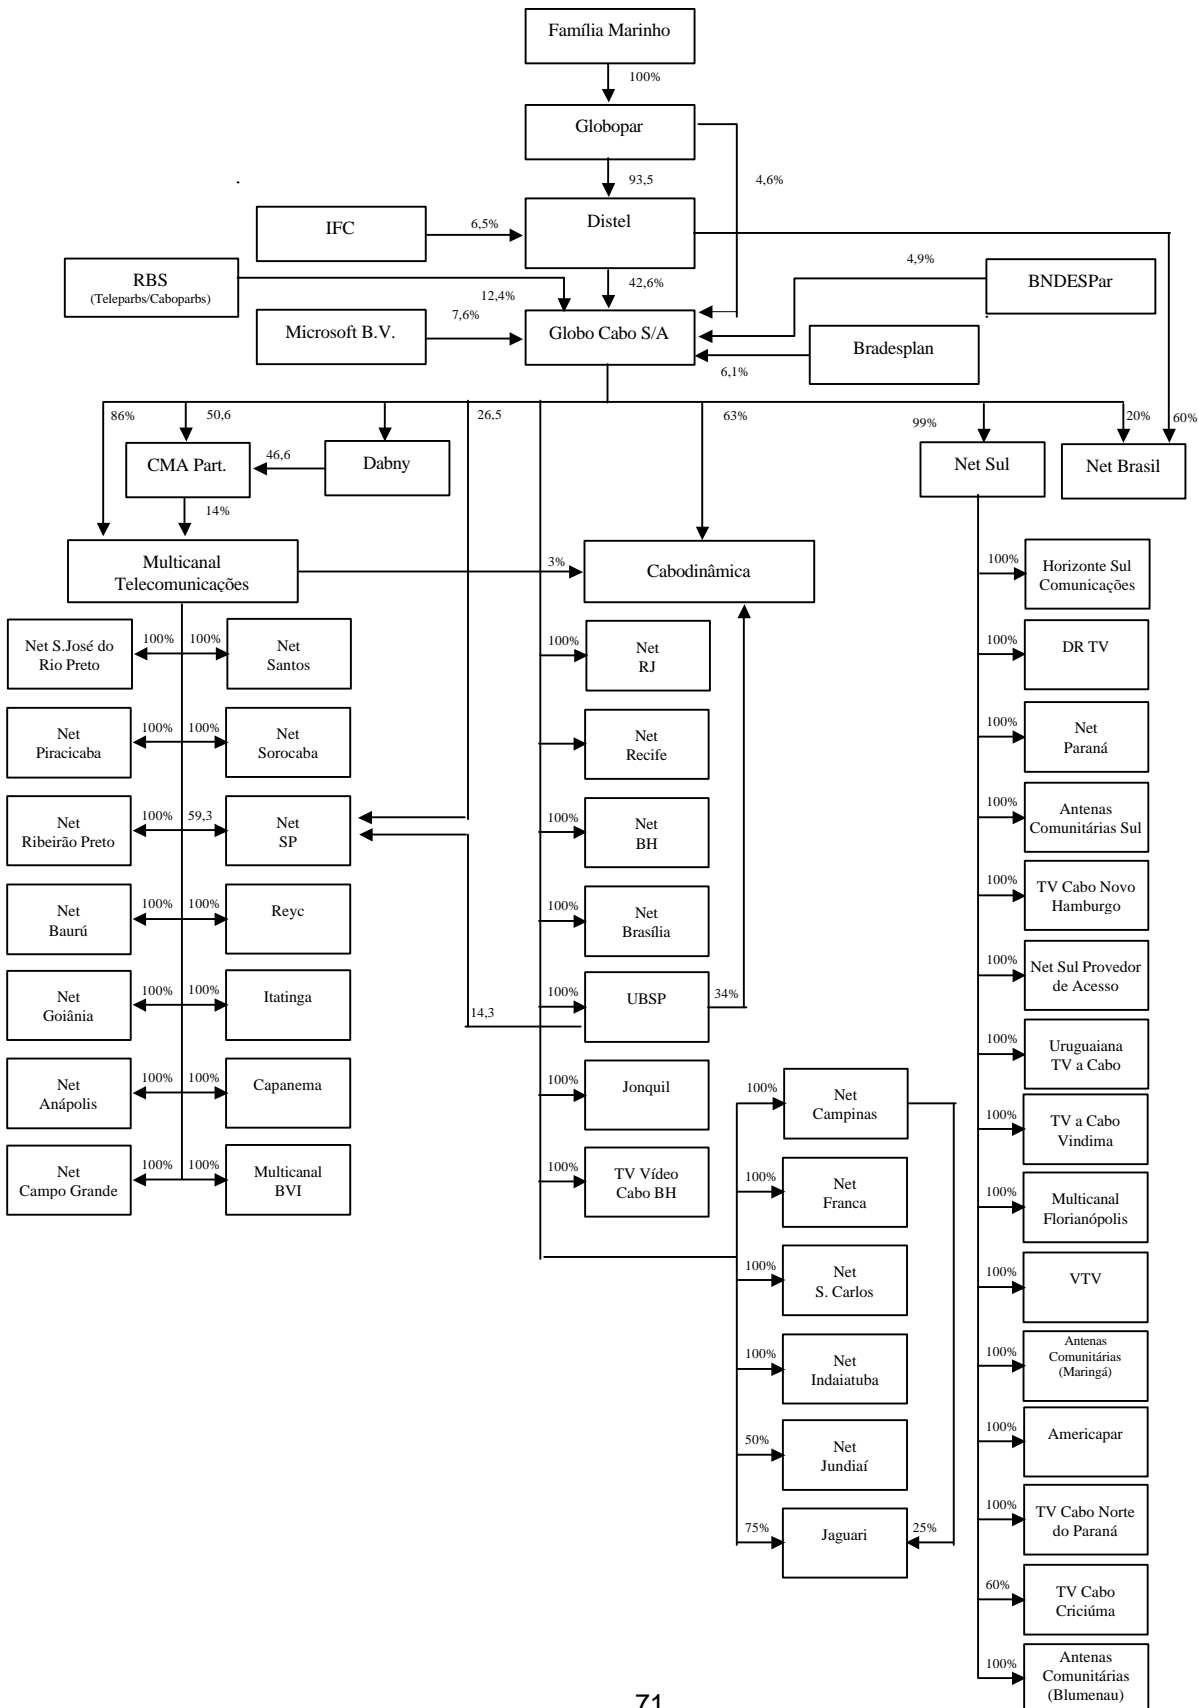 Família Marinho
100%
Globopar
93,5
4,6%
IFC
6,5%
Distel
RBS
(Teleparbs/Caboparbs)
12,4%
42,6%
4,9%
BNDESPar
Microsoft B.V.
7,6%
Globo Cabo S/A
6,1%
Bradesplan
86%
50,6
26,5
63%
99%
20%
60%
CMA Part.
46,6
Dabny
Net Sul
Net Brasil
14%
Multicanal
Telecomunicações
3%
Cabodinâmica
Net S.José do
Rio Preto
100%
100%
Net
Santos
Net
Piracicaba
100%
100%
Net
Sorocaba
Net
Ribeirão Preto
100%
59,3
Net
SP
Net
Baurú
100%
100%
Reyc
Net
Goiânia
100%
100%
Itatinga
Net
Anápolis
100%
100%
Capanema
Net
Campo Grande
100%
100%
Multicanal
BVI
100%
Net
RJ
Net
Recife
100%
Net
BH
100%
Net
Brasília
100%
UBSP
34%
14,3
100%
Jonquil
100%
TV Vídeo
Cabo BH
100%
Net
Campinas
100%
Net
Franca
100%
Net
S. Carlos
100%
Net
Indaiatuba
50%
Net
Jundiaí
75%
Jaguari
25%
100%
Horizonte Sul
Comunicações
100%
DR TV
100%
Net
Paraná
100%
Antenas
Comunitárias Sul
100%
TV Cabo Novo
Hamburgo
100%
Net Sul Provedor
de Acesso
100%
Uruguaiana
TV a Cabo
100%
TV a Cabo
Vindima
100%
Multicanal
Florianópolis
100%
VTV
100%
Antenas
Comunitárias
(Maringá)
100%
Americapar
100%
TV Cabo Norte
do Paraná
60%
TV Cabo
Criciúma
100%
Antenas
Comunitárias
(Blumenau)
71